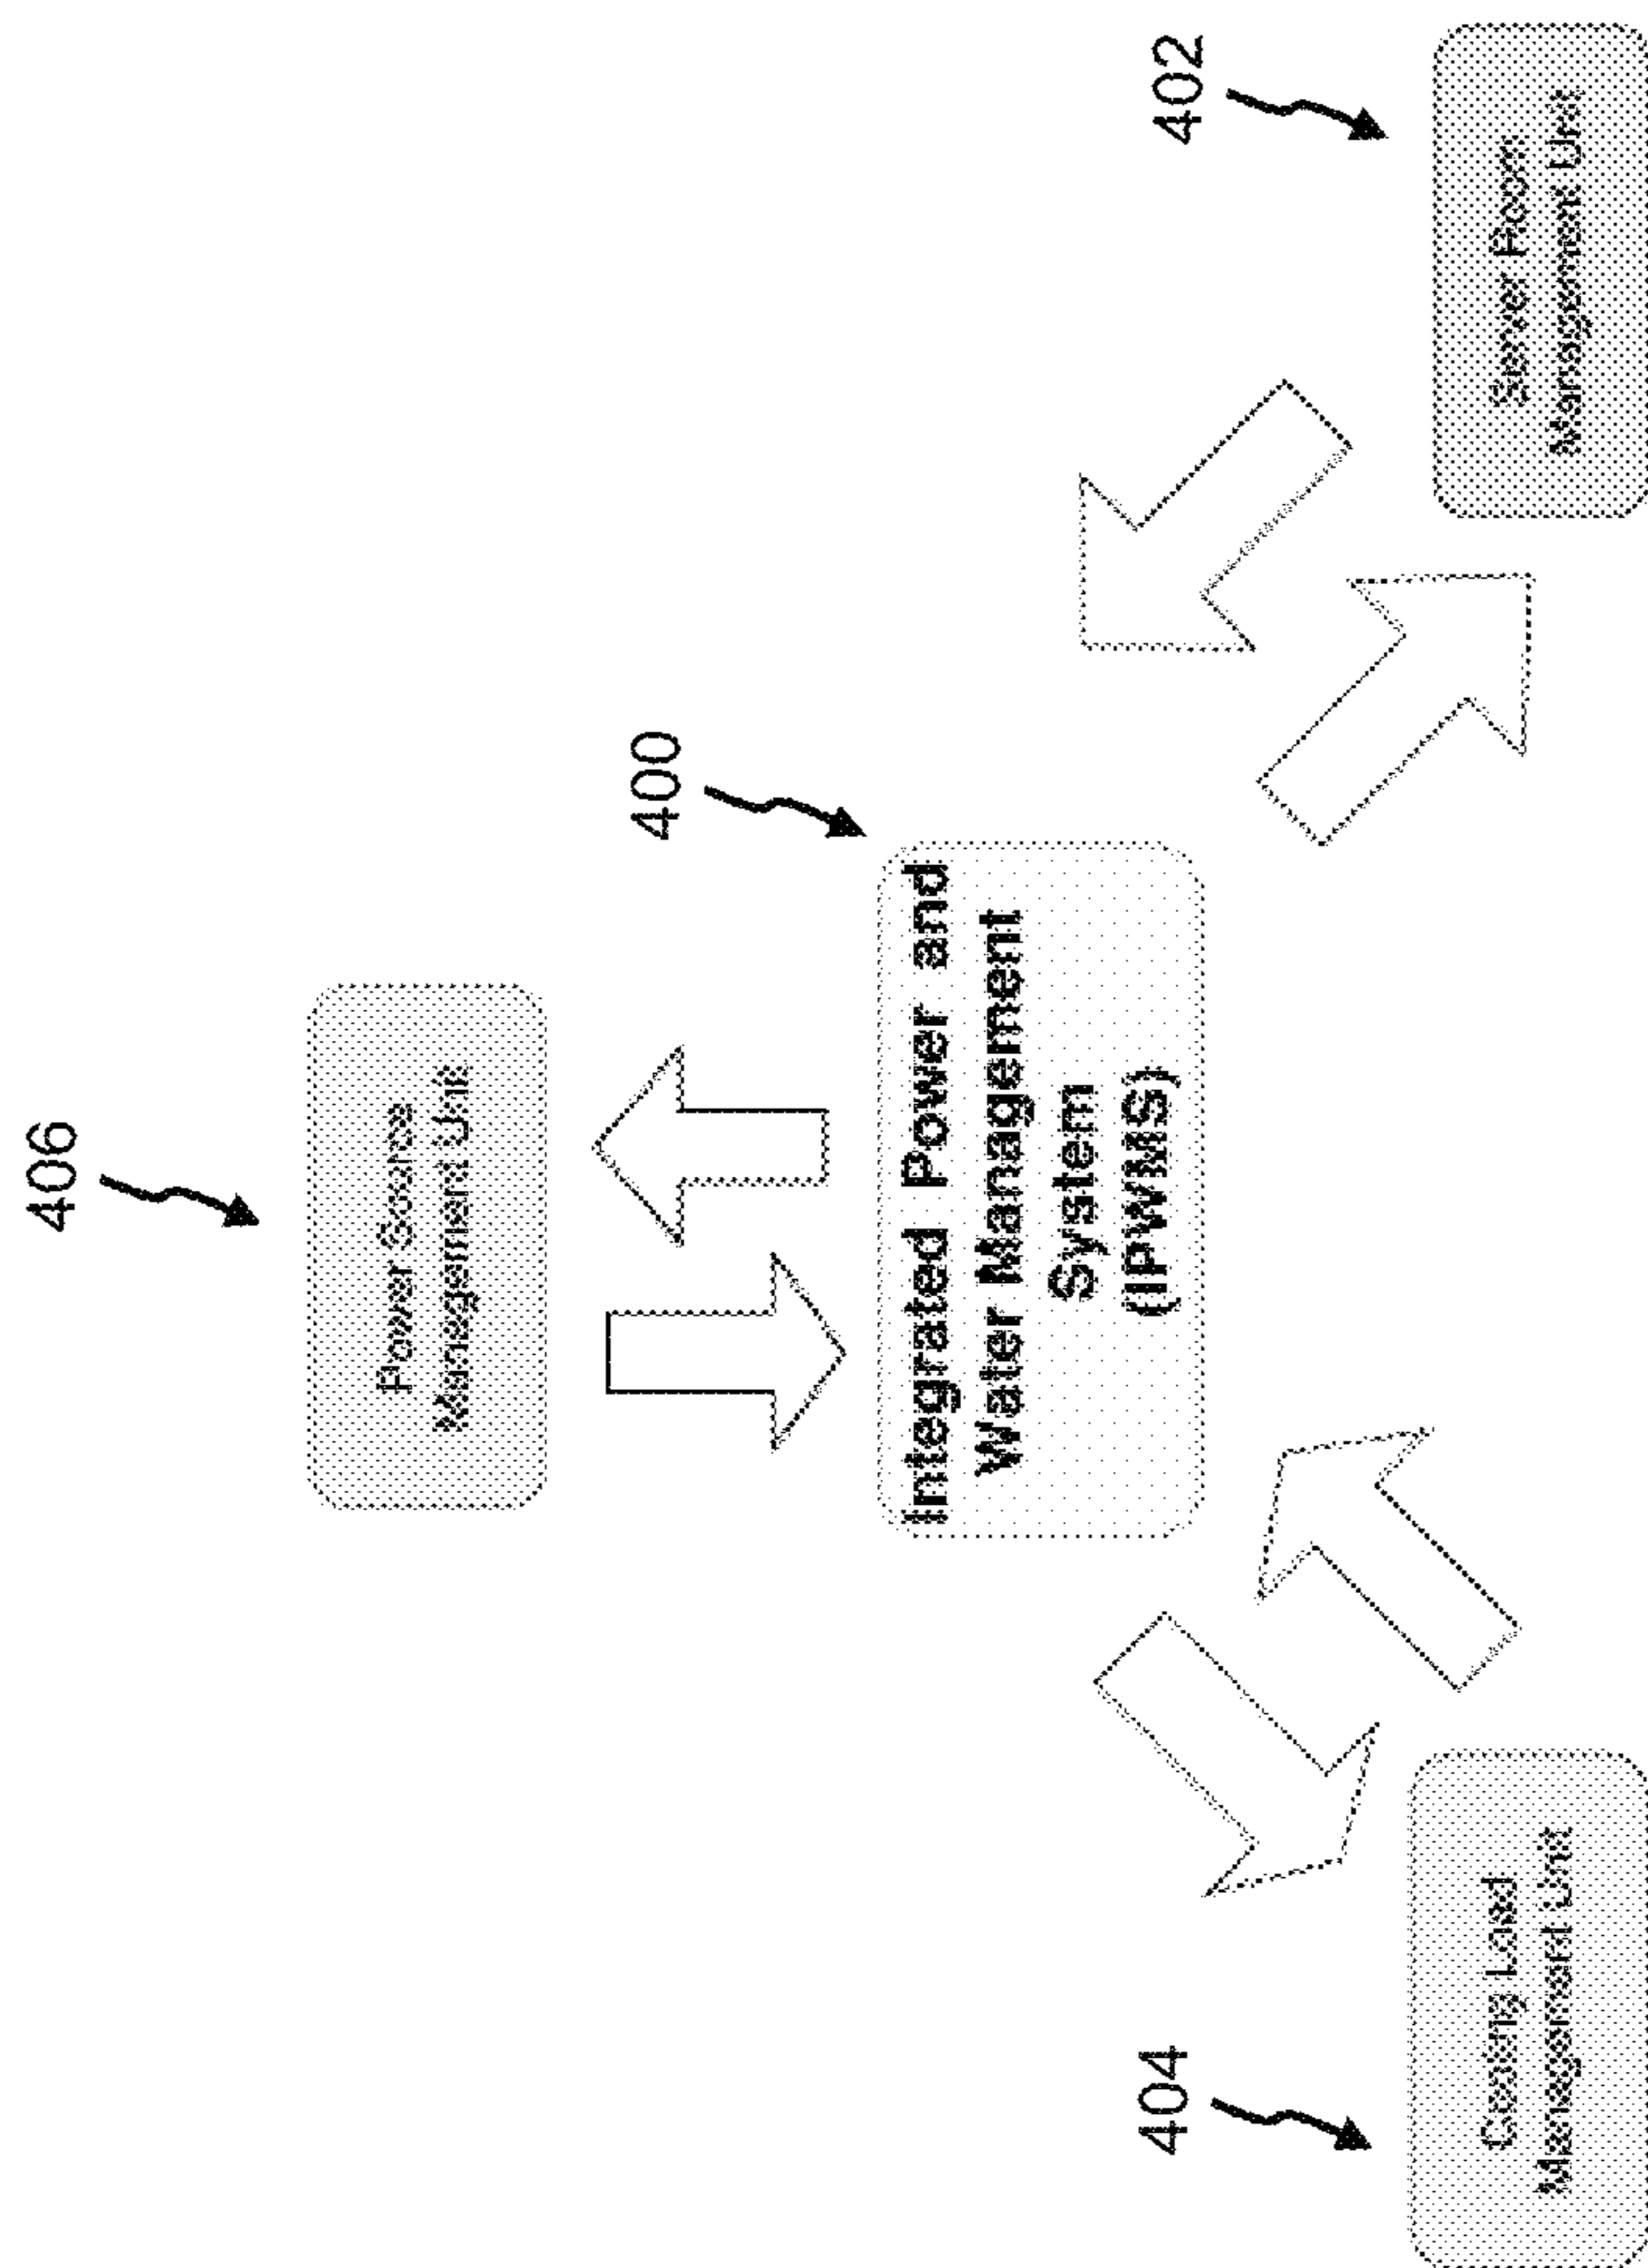 406
Power Source
Management Unit
400
Integrated Power and
Water Management
System
(IPWMS)
404
Cooling Load
Management Unit
402
Server Room
Management Unit